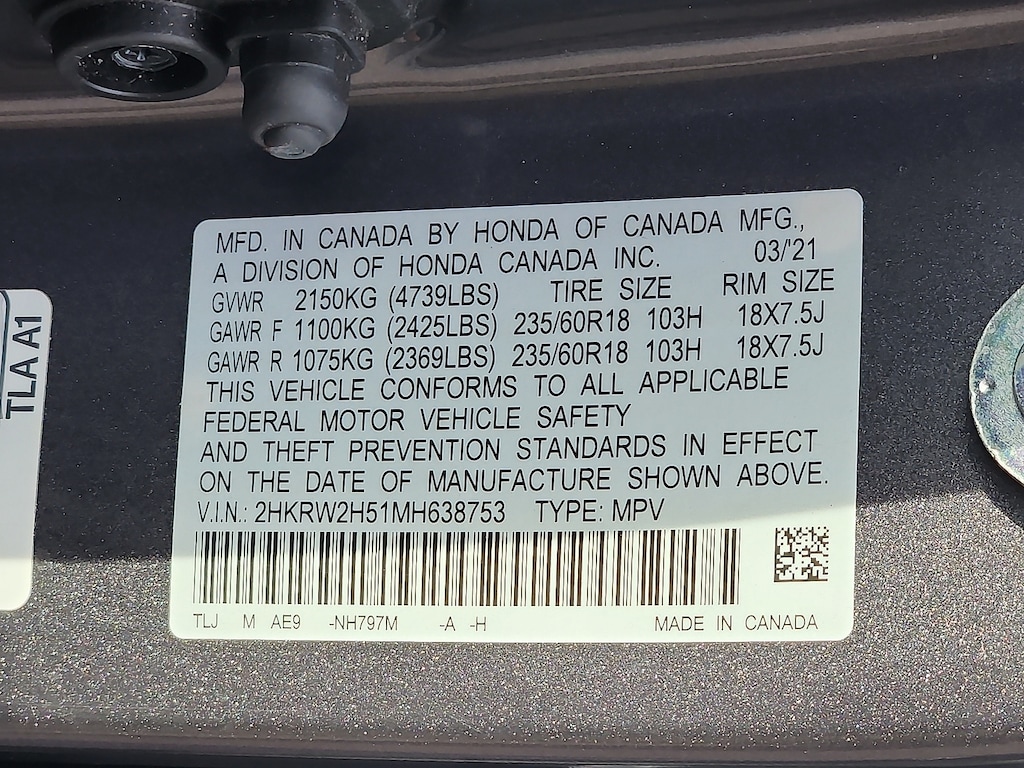 MFD. IN CANADA BY HONDA OF CANADA MFG.,
A DIVISION OF HONDA CANADA INC. 03/'21
GVWR 2150KG (4739LBS) TIRE SIZE RIM SIZE
GAWR F 1100KG (2425LBS) 235/60R18 103H 18X7.5J
GAWR R 1075KG (2369LBS) 235/60R18 103H 18X7.5J
THIS VEHICLE CONFORMS TO ALL APPLICABLE
FEDERAL MOTOR VEHICLE SAFETY
AND THEFT PREVENTION STANDARDS IN EFFECT
ON THE DATE OF MANUFACTURE SHOWN ABOVE.
V.I.N.: 2HKRW2H51MH638753 TYPE: MPV
TLJ M AE9 -NH797M -A -H MADE IN CANADA
TLA A1